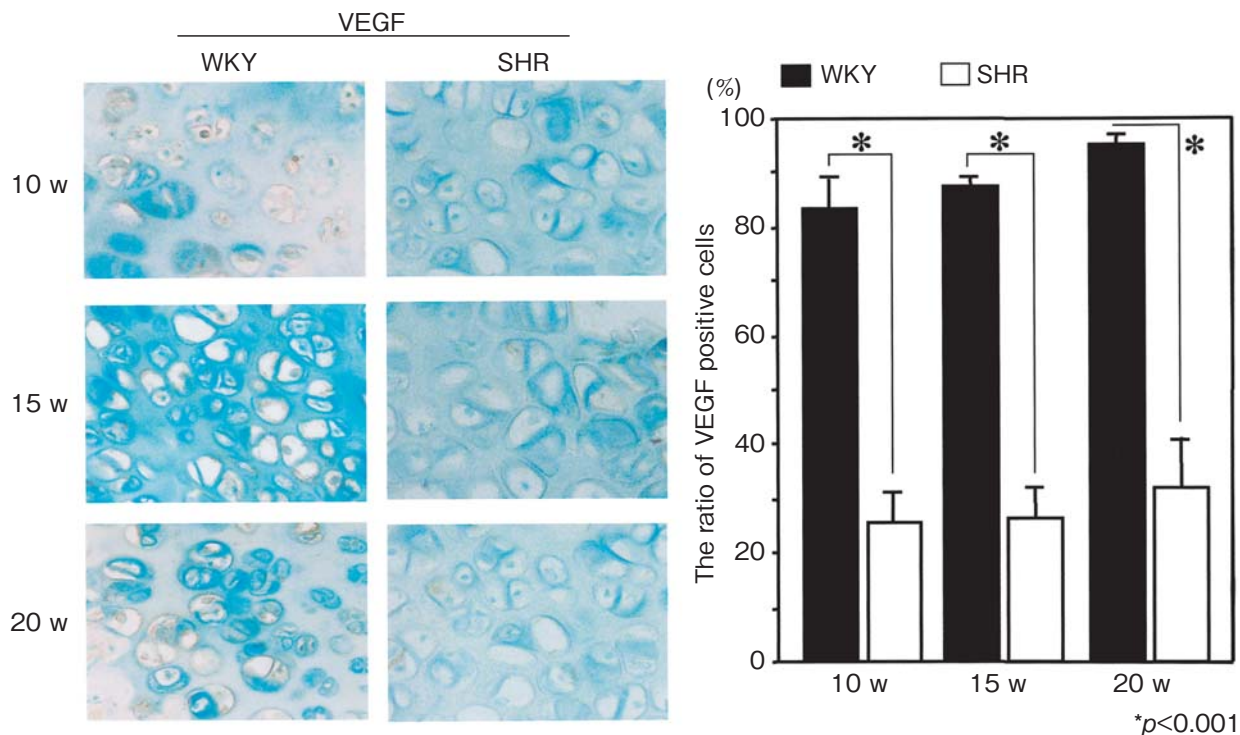 VEGF
WKY SHR
10 w
15 w
20 w
(%) WKY SHR
The ratio of VEGF positive cells
100
80
60
40
20
0
* * *
10 w 15 w 20 w
*p<0.001